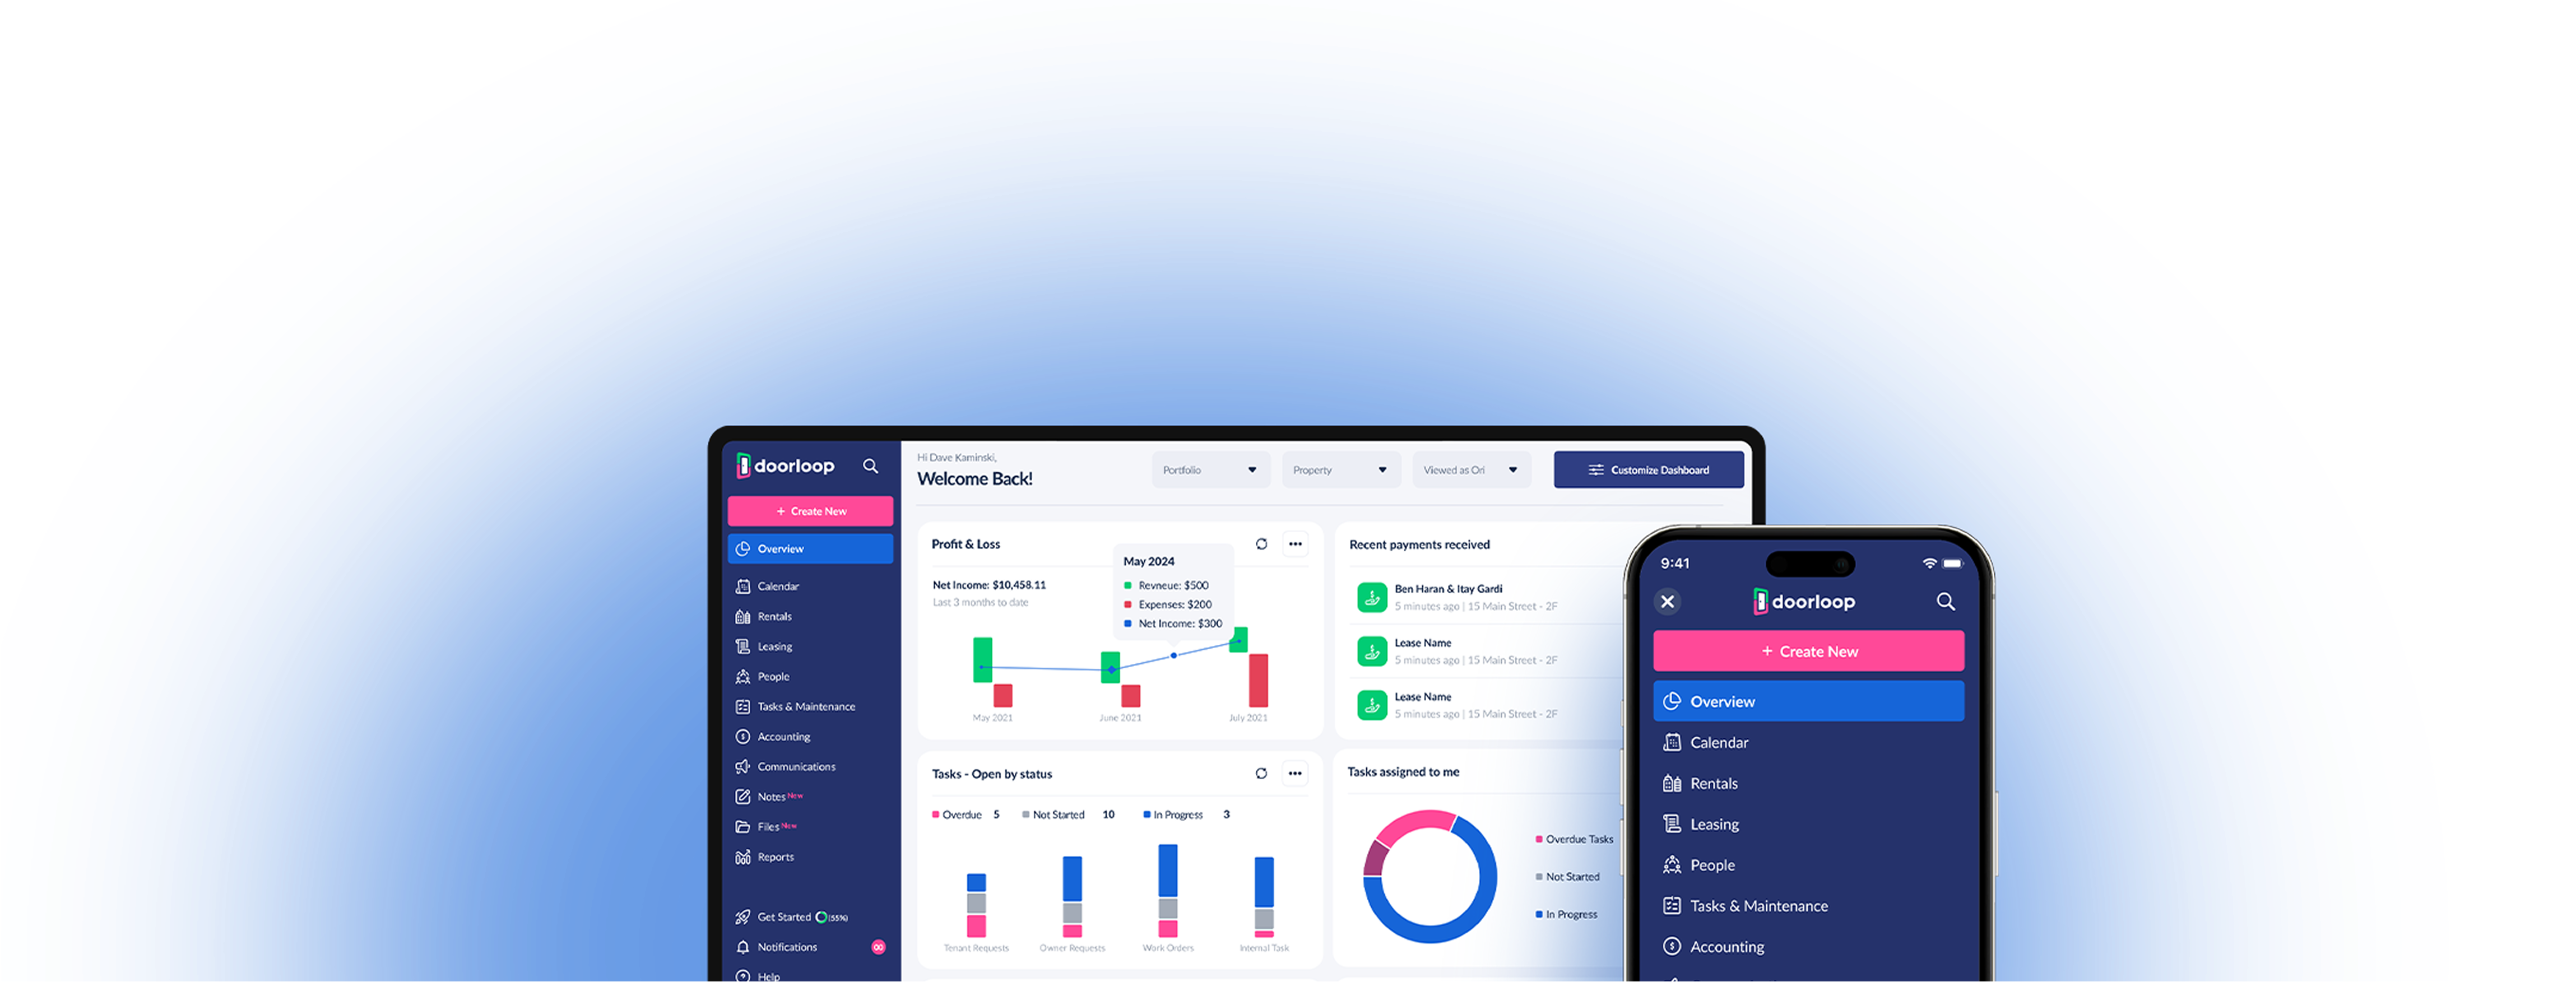 doorloop
+ Create New
Overview
Calendar
Rentals
Leasing
People
Tasks & Maintenance
Accounting
Communications
Notes New
Files New
Reports
Get Started (55%)
Notifications
Help
Hi Dave Kaminski,
Welcome Back!
Portfolio
Property
Viewed as Ori
Customize Dashboard
Profit & Loss
Net Income: $10,458.11
Last 3 months to date
May 2024
Revneue: $500
Expenses: $200
Net Income: $300
May 2021
June 2021
July 2021
Recent payments received
Ben Haran & Itay Gardi
5 minutes ago | 15 Main Street - 2F
Lease Name
5 minutes ago | 15 Main Street - 2F
Lease Name
5 minutes ago | 15 Main Street - 2F
Tasks - Open by status
Overdue 5
Not Started 10
In Progress 3
Tenant Requests
Owner Requests
Work Orders
Internal Task
Tasks assigned to me
Overdue Tasks
Not Started
In Progress
9:41
doorloop
+ Create New
Overview
Calendar
Rentals
Leasing
People
Tasks & Maintenance
Accounting